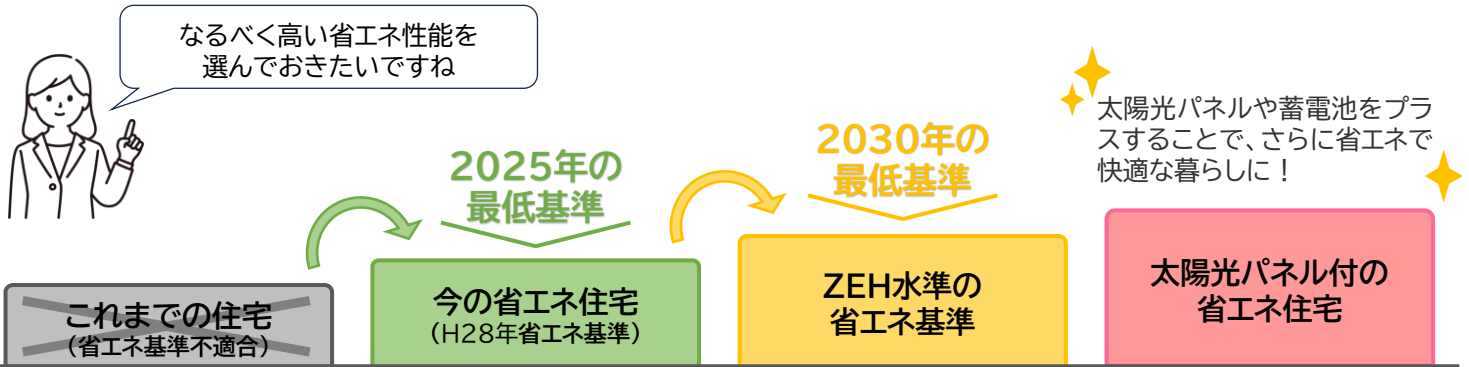 なるべく高い省エネ性能を
選んでおきたいですね
2025年の
最低基準
2030年の
最低基準
太陽光パネルや蓄電池をプラ
スすることで、さらに省エネで
快適な暮らしに！
これまでの住宅
（省エネ基準不適合）
今の省エネ住宅
（H28年省エネ基準）
ZEH水準の
省エネ基準
太陽光パネル付の
省エネ住宅